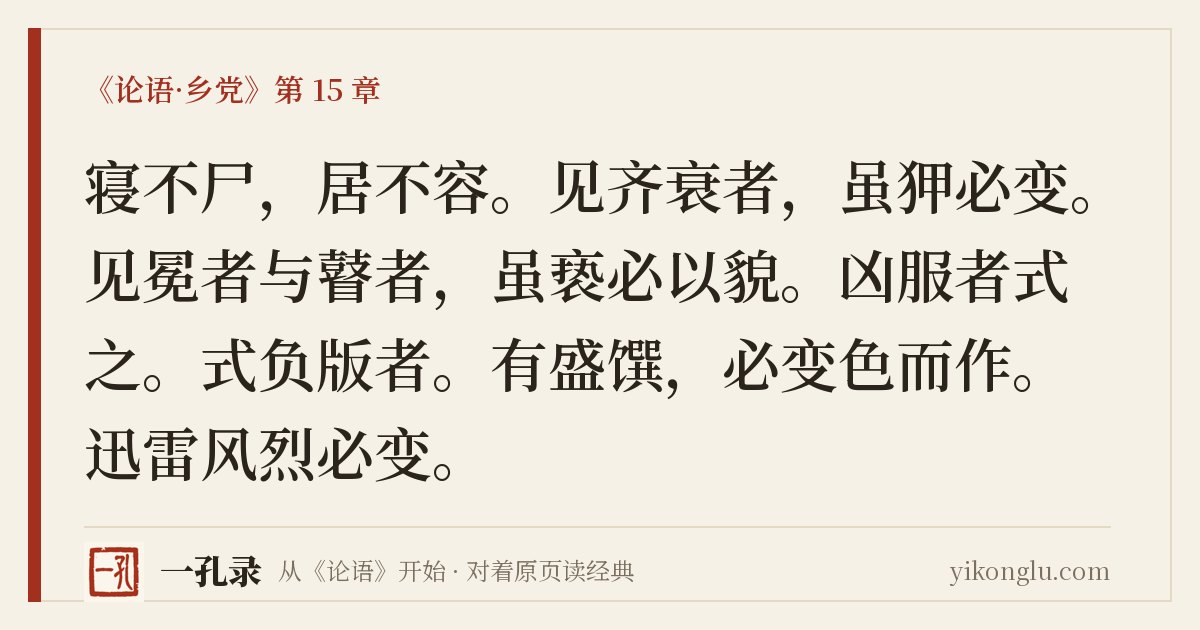 《论语·乡党》第 15 章
寝不尸，居不容。见齐衰者，虽狎必变。
见冕者与瞽者，虽亵必以貌。凶服者式
之。式负版者。有盛馔，必变色而作。
迅雷风烈必变。
一孔
一孔录 从《论语》开始 · 对着原页读经典 yikonglu.com